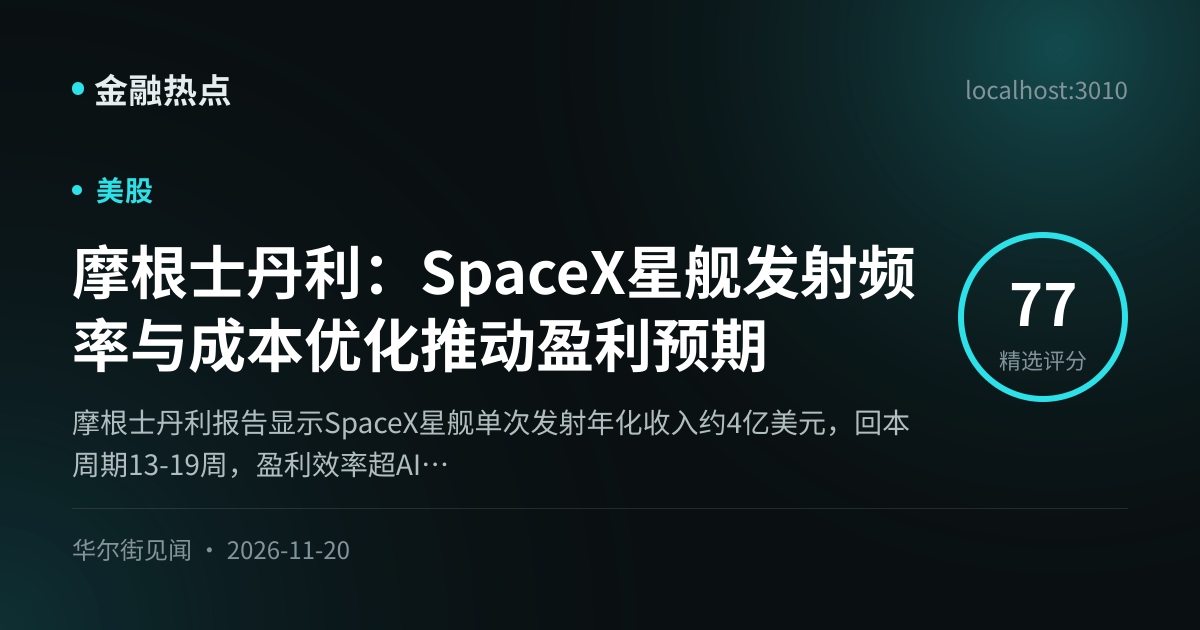 金融热点
localhost:3010
美股
摩根士丹利：SpaceX星舰发射频
率与成本优化推动盈利预期
77
精选评分
摩根士丹利报告显示SpaceX星舰单次发射年化收入约4亿美元，回本
周期13-19周，盈利效率超AI…
华尔街见闻 · 2026-11-20